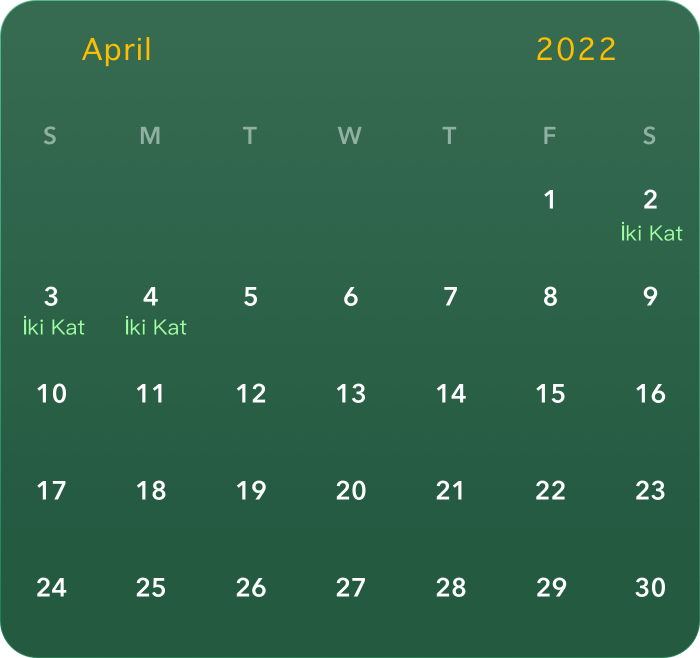 April 2022
S M T W T F S
1 2
İki Kat
3 4 5 6 7 8 9
İki Kat İki Kat
10 11 12 13 14 15 16
17 18 19 20 21 22 23
24 25 26 27 28 29 30